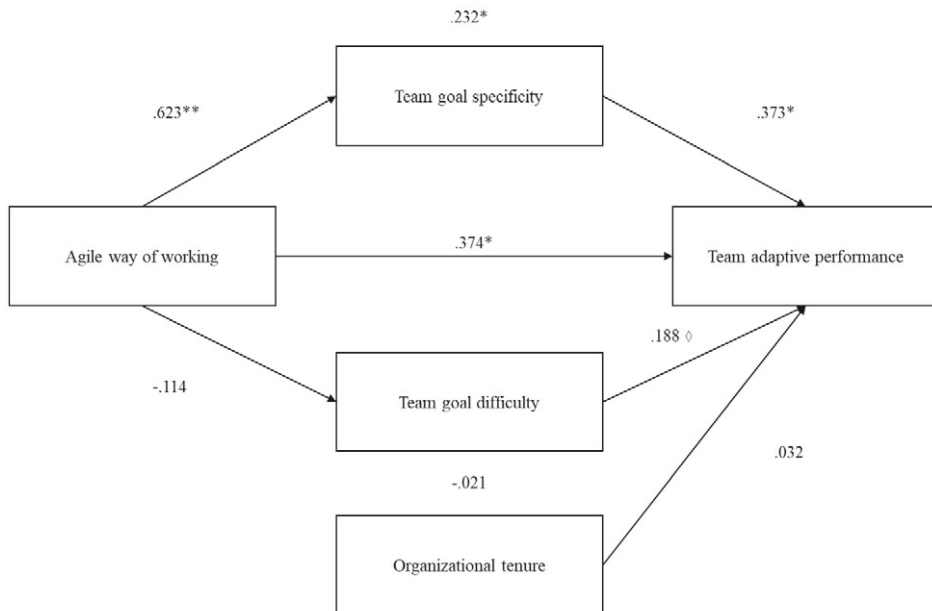 .232*
Team goal specificity
.623**
.373*
Agile way of working
.374*
Team adaptive performance
.188 ◊
-.114
Team goal difficulty
.032
-.021
Organizational tenure